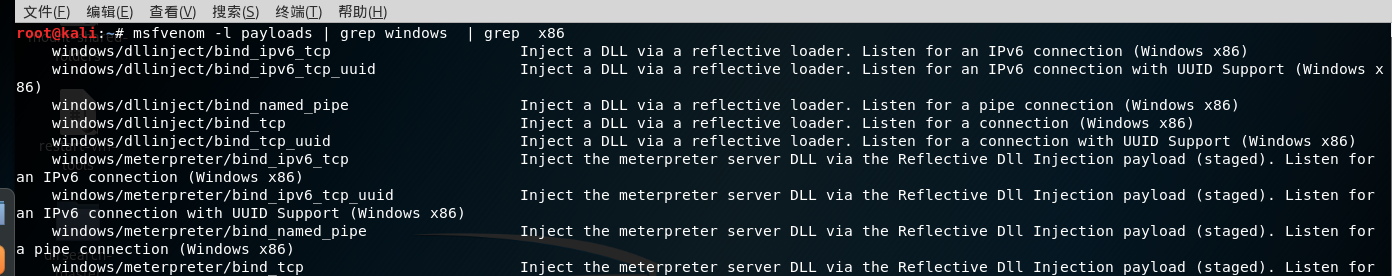 文件(F) 编辑(E) 查看(V) 搜索(S) 终端(T) 帮助(H)
root@kali:~# msfvenom -l payloads | grep windows  | grep  x86
    windows/dllinject/bind_ipv6_tcp                     Inject a DLL via a reflective loader. Listen for an IPv6 connection (Windows x86)
    windows/dllinject/bind_ipv6_tcp_uuid                Inject a DLL via a reflective loader. Listen for an IPv6 connection with UUID Support (Windows x
86)
    windows/dllinject/bind_named_pipe                   Inject a DLL via a reflective loader. Listen for a pipe connection (Windows x86)
    windows/dllinject/bind_tcp                          Inject a DLL via a reflective loader. Listen for a connection (Windows x86)
    windows/dllinject/bind_tcp_uuid                     Inject a DLL via a reflective loader. Listen for a connection with UUID Support (Windows x86)
    windows/meterpreter/bind_ipv6_tcp                   Inject the meterpreter server DLL via the Reflective Dll Injection payload (staged). Listen for
an IPv6 connection (Windows x86)
    windows/meterpreter/bind_ipv6_tcp_uuid              Inject the meterpreter server DLL via the Reflective Dll Injection payload (staged). Listen for
an IPv6 connection with UUID Support (Windows x86)
    windows/meterpreter/bind_named_pipe                 Inject the meterpreter server DLL via the Reflective Dll Injection payload (staged). Listen for
a pipe connection (Windows x86)
    windows/meterpreter/bind_tcp                        Inject the meterpreter server DLL via the Reflective Dll Injection payload (staged). Listen for